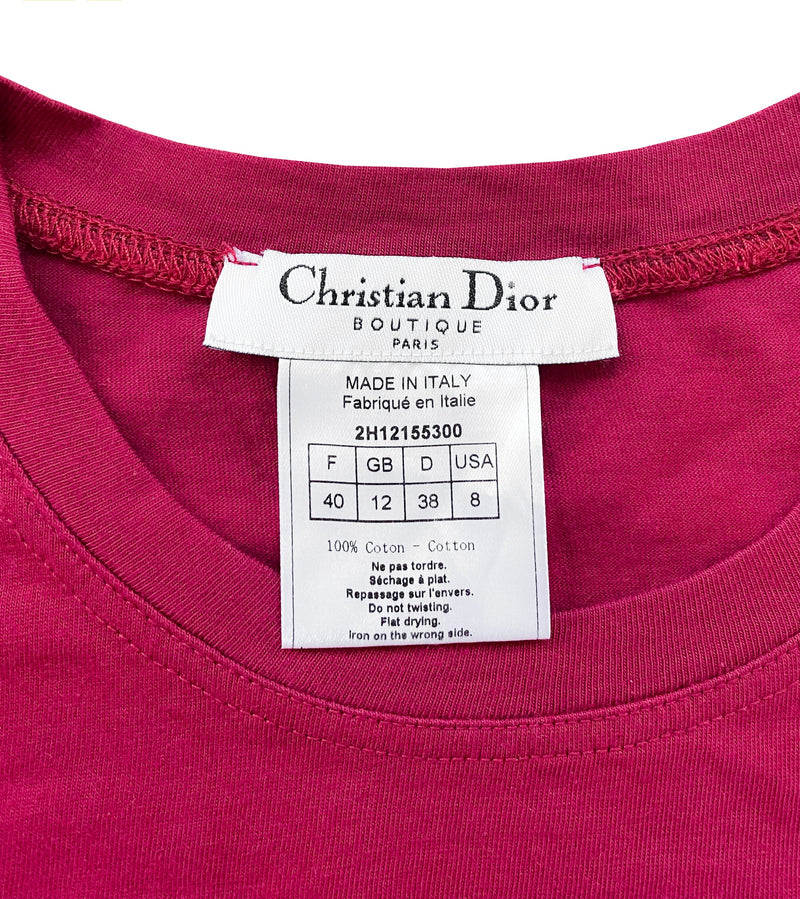 Christian Dior
BOUTIQUE
PARIS
MADE IN ITALY
Fabriqué en Italie
2H12155300
F GB D USA
40 12 38 8
100% Coton - Cotton
Ne pas tordre.
Séchage à plat.
Repassage sur l'envers.
Do not twisting.
Flat drying.
Iron on the wrong side.